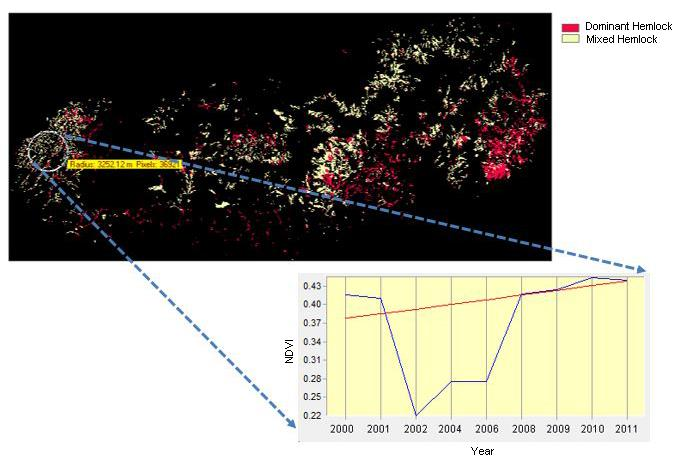 Dominant Hemlock
Mixed Hemlock
Radius: 3252.12 m Pixels: 36921
NDVI
0.43
0.40
0.37
0.34
0.31
0.28
0.25
0.22
2000 2001 2002 2004 2006 2008 2009 2010 2011
Year